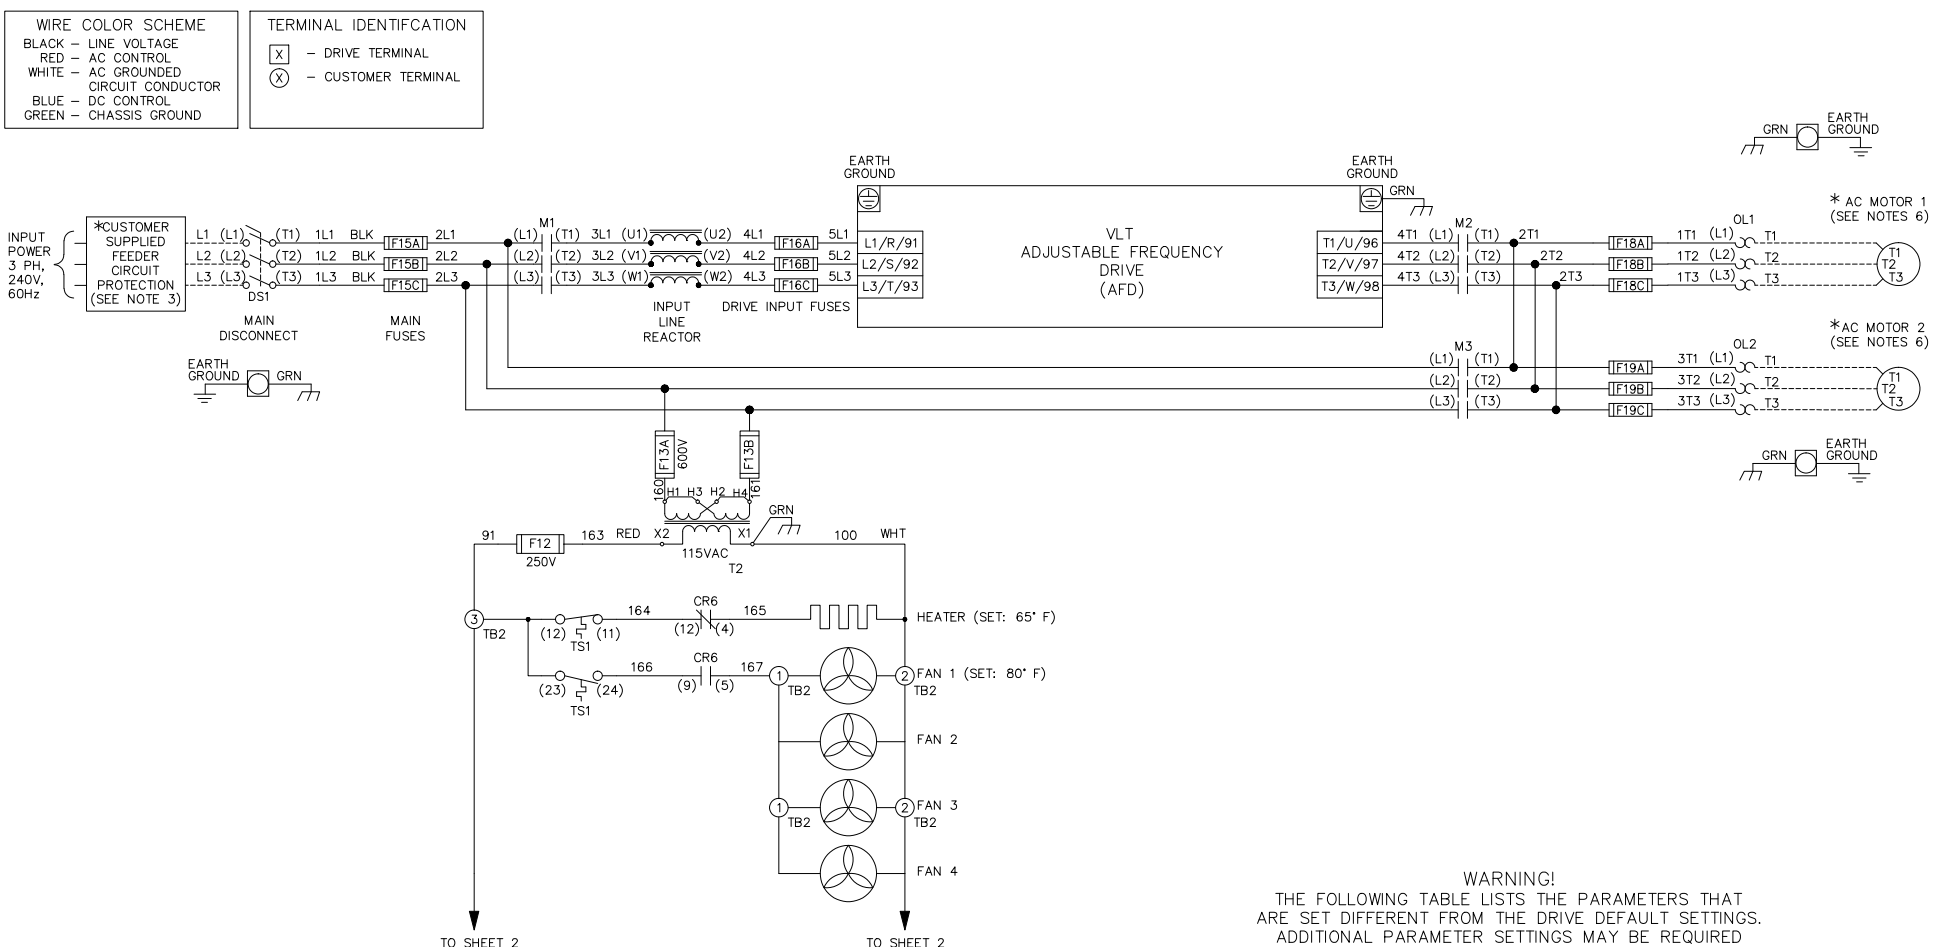 WIRE COLOR SCHEME
BLACK – LINE VOLTAGE
RED – AC CONTROL
WHITE – AC GROUNDED
CIRCUIT CONDUCTOR
BLUE – DC CONTROL
GREEN – CHASSIS GROUND
TERMINAL IDENTIFCATION
X – DRIVE TERMINAL
X – CUSTOMER TERMINAL
INPUT
POWER
3 PH,
240V,
60Hz
*CUSTOMER
SUPPLIED
FEEDER
CIRCUIT
PROTECTION
(SEE NOTE 3)
L1 (L1) (T1) 1L1 BLK F15A 2L1
L2 (L2) (T2) 1L2 BLK F15B 2L2
L3 (L3) (T3) 1L3 BLK F15C 2L3
DS1
MAIN
DISCONNECT
MAIN
FUSES
EARTH
GROUND
GRN
M1
(L1) (T1) 3L1 (U1) (U2) 4L1 F16A 5L1
(L2) (T2) 3L2 (V1) (V2) 4L2 F16B 5L2
(L3) (T3) 3L3 (W1) (W2) 4L3 F16C 5L3
INPUT
LINE
REACTOR
DRIVE INPUT FUSES
EARTH
GROUND
L1/R/91
L2/S/92
L3/T/93
VLT
ADJUSTABLE FREQUENCY
DRIVE
(AFD)
EARTH
GROUND
GRN
T1/U/96
T2/V/97
T3/W/98
M2
4T1 (L1) (T1) 2T1 F18A 1T1 (L1) T1
4T2 (L2) (T2) 2T2 F18B 1T2 (L2) T2
4T3 (L3) (T3) 2T3 F18C 1T3 (L3) T3
OL1
GRN
EARTH
GROUND
* AC MOTOR 1
(SEE NOTES 6)
T1
T2
T3
M3
(L1) (T1) F19A 3T1 (L1) T1
(L2) (T2) F19B 3T2 (L2) T2
(L3) (T3) F19C 3T3 (L3) T3
OL2
*AC MOTOR 2
(SEE NOTES 6)
T1
T2
T3
GRN
EARTH
GROUND
F13A
600V
F13B
160
161
H1 H3 H2 H4
GRN
91 F12 163 RED X2 X1 100 WHT
250V
115VAC
T2
3
TB2
164 CR6 165
(12) (11) (12) (4)
TS1
HEATER (SET: 65° F)
166 CR6 167
(23) (24) (9) (5)
TS1
1
TB2
2
TB2
FAN 1 (SET: 80° F)
FAN 2
1
TB2
2
TB2
FAN 3
FAN 4
TO SHEET 2
TO SHEET 2
WARNING!
THE FOLLOWING TABLE LISTS THE PARAMETERS THAT
ARE SET DIFFERENT FROM THE DRIVE DEFAULT SETTINGS.
ADDITIONAL PARAMETER SETTINGS MAY BE REQUIRED